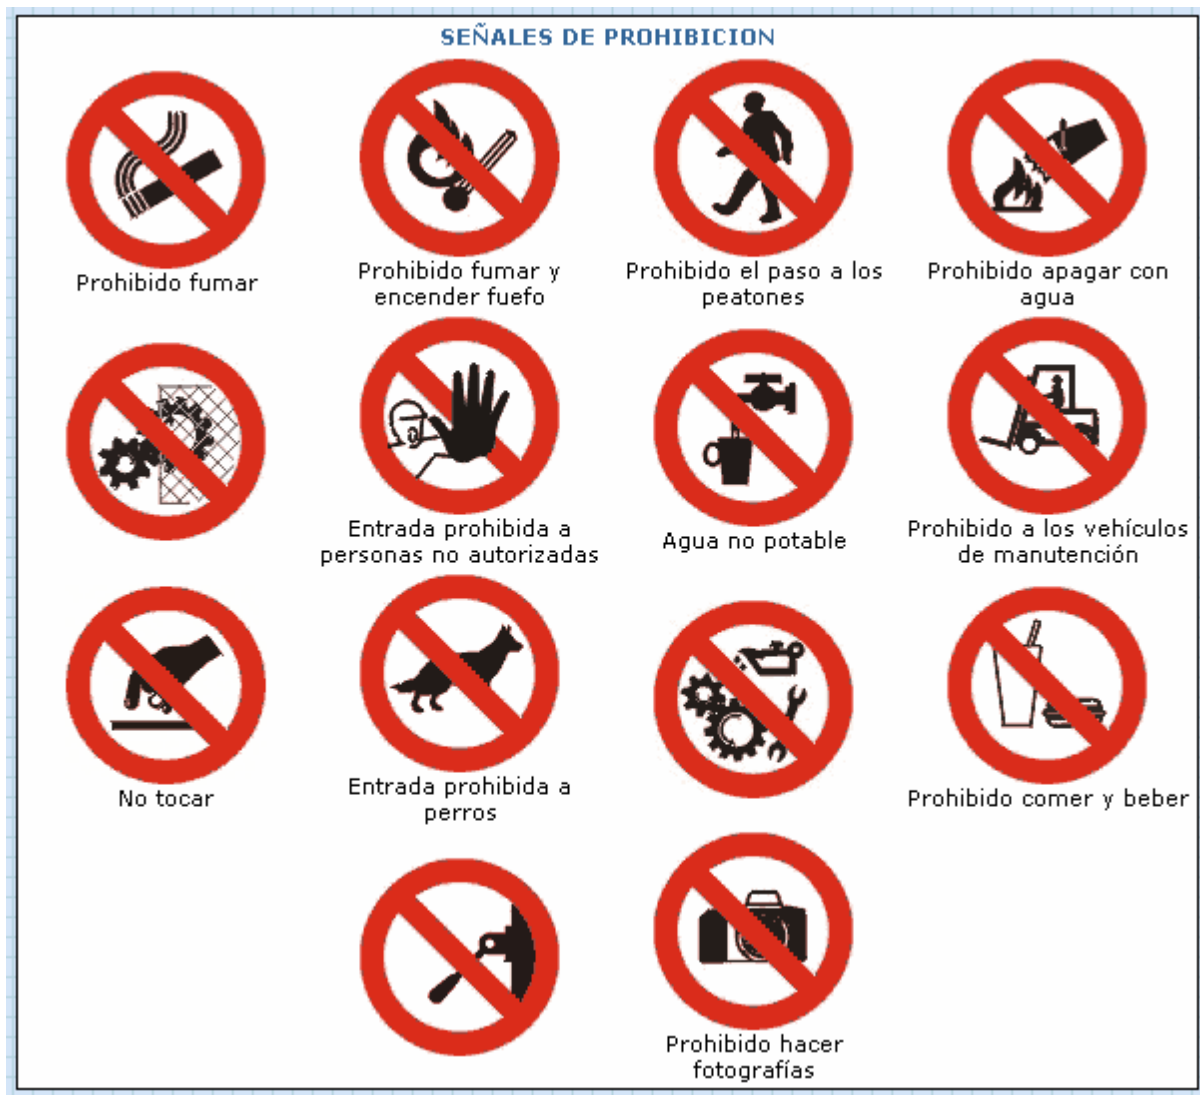 SEÑALES DE PROHIBICION
Prohibido fumar
Prohibido fumar y
encender fuefo
Prohibido el paso a los
peatones
Prohibido apagar con
agua
Entrada prohibida a
personas no autorizadas
Agua no potable
Prohibido a los vehículos
de manutención
No tocar
Entrada prohibida a
perros
Prohibido comer y beber
Prohibido hacer
fotografías